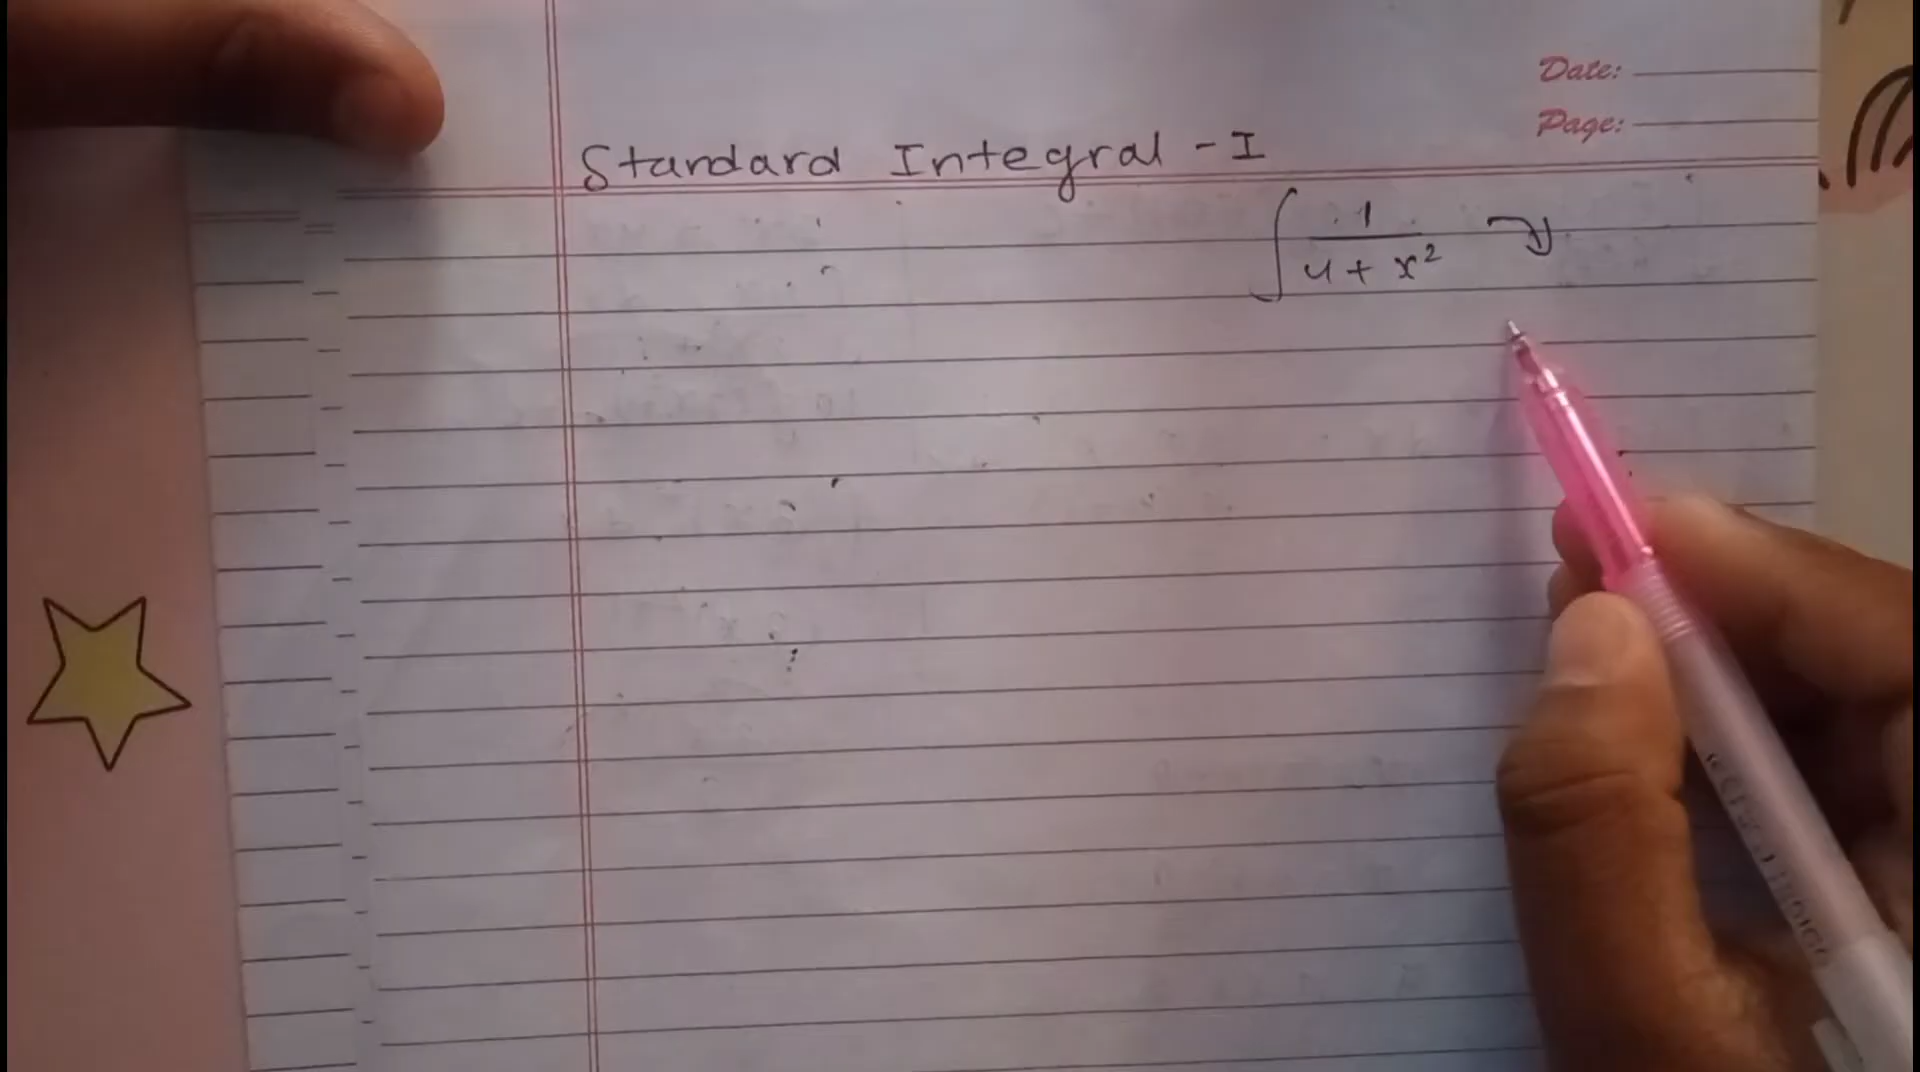 Date:
Page:
Standard Integral - I
∫ 1/(4 + x²)